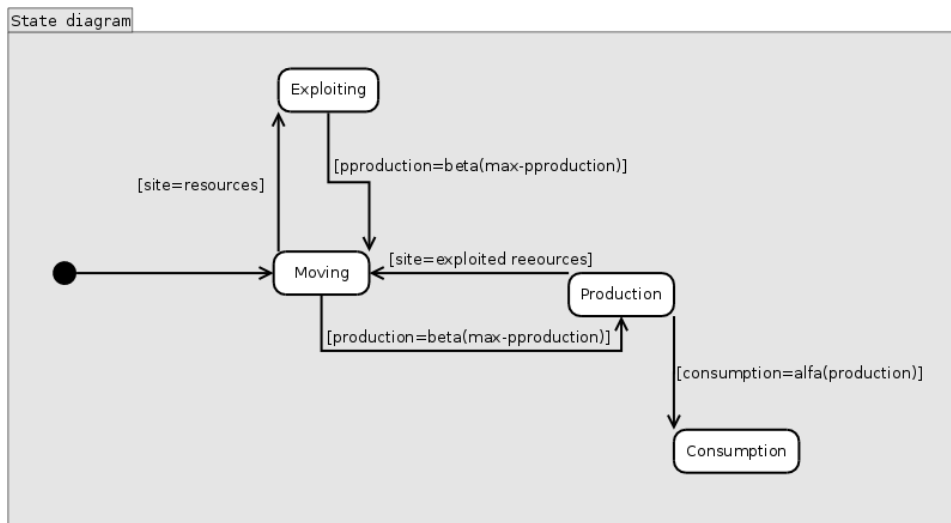 State diagram
Exploiting
[pproduction=beta(max-pproduction)]
[site=resources]
[site=exploited reeources]
Moving
Production
[production=beta(max-pproduction)]
[consumption=alfa(production)]
Consumption